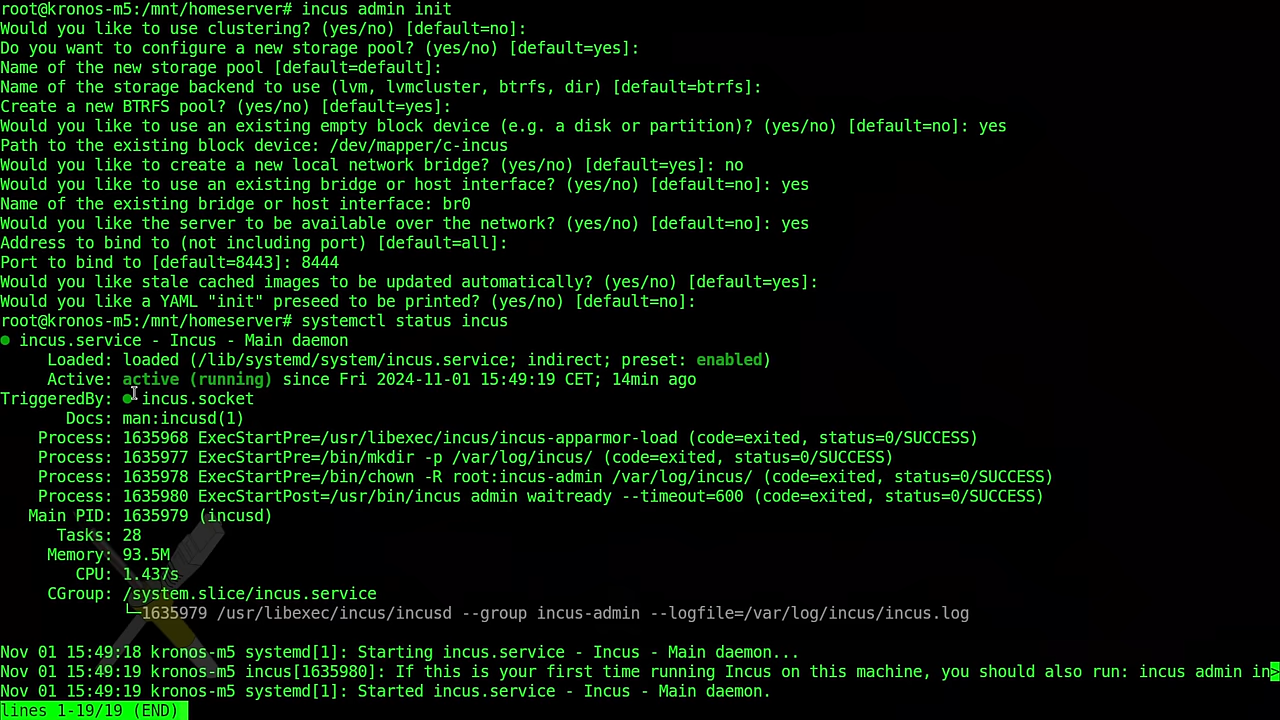 root@kronos-m5:/mnt/homeserver# incus admin init
Would you like to use clustering? (yes/no) [default=no]:
Do you want to configure a new storage pool? (yes/no) [default=yes]:
Name of the new storage pool [default=default]:
Name of the storage backend to use (lvm, lvmcluster, btrfs, dir) [default=btrfs]:
Create a new BTRFS pool? (yes/no) [default=yes]:
Would you like to use an existing empty block device (e.g. a disk or partition)? (yes/no) [default=no]: yes
Path to the existing block device: /dev/mapper/c-incus
Would you like to create a new local network bridge? (yes/no) [default=yes]: no
Would you like to use an existing bridge or host interface? (yes/no) [default=no]: yes
Name of the existing bridge or host interface: br0
Would you like the server to be available over the network? (yes/no) [default=no]: yes
Address to bind to (not including port) [default=all]:
Port to bind to [default=8443]: 8444
Would you like stale cached images to be updated automatically? (yes/no) [default=yes]:
Would you like a YAML "init" preseed to be printed? (yes/no) [default=no]:
root@kronos-m5:/mnt/homeserver# systemctl status incus
● incus.service - Incus - Main daemon
     Loaded: loaded (/lib/systemd/system/incus.service; indirect; preset: enabled)
     Active: active (running) since Fri 2024-11-01 15:49:19 CET; 14min ago
TriggeredBy: ● incus.socket
       Docs: man:incusd(1)
    Process: 1635968 ExecStartPre=/usr/libexec/incus/incus-apparmor-load (code=exited, status=0/SUCCESS)
    Process: 1635977 ExecStartPre=/bin/mkdir -p /var/log/incus/ (code=exited, status=0/SUCCESS)
    Process: 1635978 ExecStartPre=/bin/chown -R root:incus-admin /var/log/incus/ (code=exited, status=0/SUCCESS)
    Process: 1635980 ExecStartPost=/usr/bin/incus admin waitready --timeout=600 (code=exited, status=0/SUCCESS)
   Main PID: 1635979 (incusd)
      Tasks: 28
     Memory: 93.5M
        CPU: 1.437s
     CGroup: /system.slice/incus.service
             └─1635979 /usr/libexec/incus/incusd --group incus-admin --logfile=/var/log/incus/incus.log
Nov 01 15:49:18 kronos-m5 systemd[1]: Starting incus.service - Incus - Main daemon...
Nov 01 15:49:19 kronos-m5 incus[1635980]: If this is your first time running Incus on this machine, you should also run: incus admin in>
Nov 01 15:49:19 kronos-m5 systemd[1]: Started incus.service - Incus - Main daemon.
lines 1-19/19 (END)